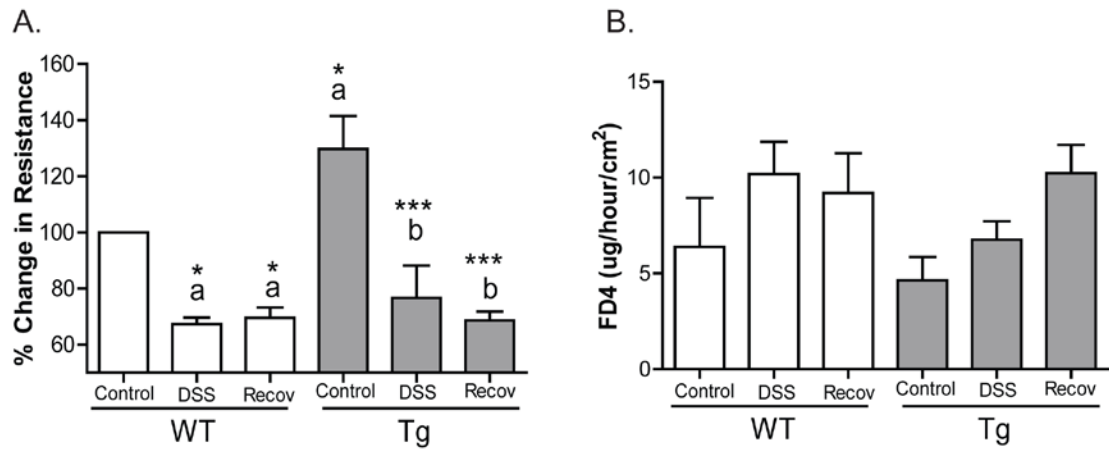 A.
% Change in Resistance
160
140
120
100
80
60
*
a
*
a
*
a
***
b
***
b
Control DSS Recov Control DSS Recov
WT Tg
B.
FD4 (ug/hour/cm²)
15
10
5
0
Control DSS Recov Control DSS Recov
WT Tg